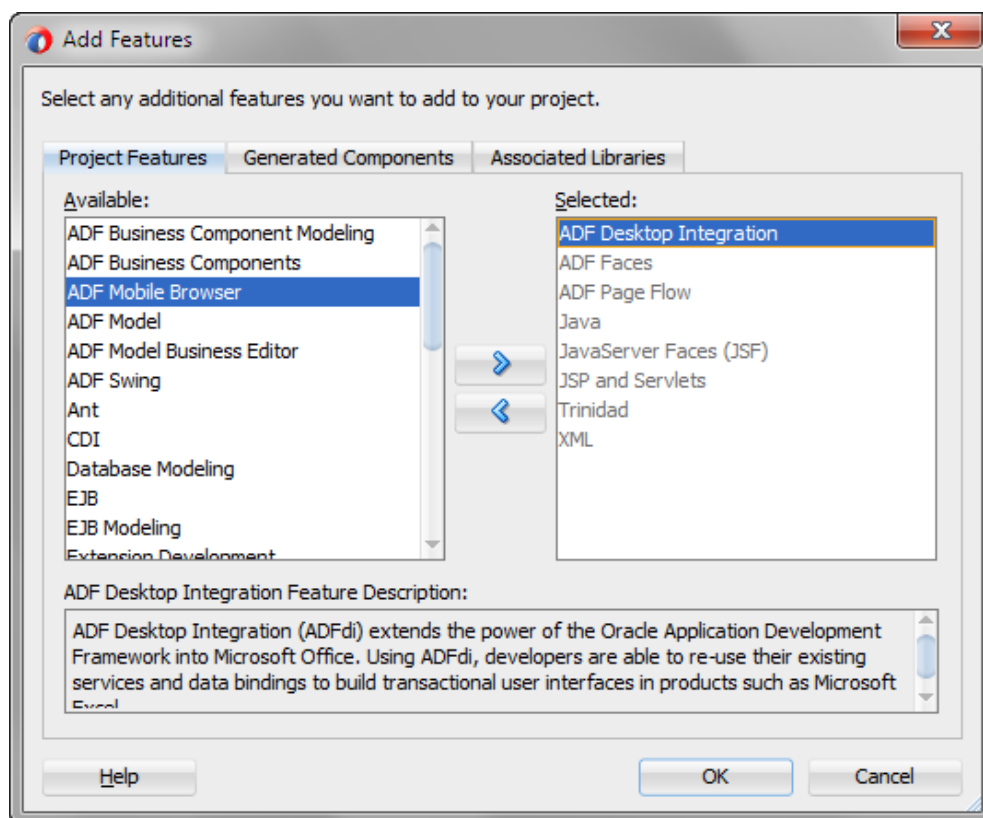 Add Features
Select any additional features you want to add to your project.
Project Features
Generated Components
Associated Libraries
Available:
ADF Business Component Modeling
ADF Business Components
ADF Mobile Browser
ADF Model
ADF Model Business Editor
ADF Swing
Ant
CDI
Database Modeling
EJB
EJB Modeling
Extension Development
Selected:
ADF Desktop Integration
ADF Faces
ADF Page Flow
Java
JavaServer Faces (JSF)
JSP and Servlets
Trinidad
XML
ADF Desktop Integration Feature Description:
ADF Desktop Integration (ADFdi) extends the power of the Oracle Application Development
Framework into Microsoft Office. Using ADFdi, developers are able to re-use their existing
services and data bindings to build transactional user interfaces in products such as Microsoft
Excel
Help
OK
Cancel